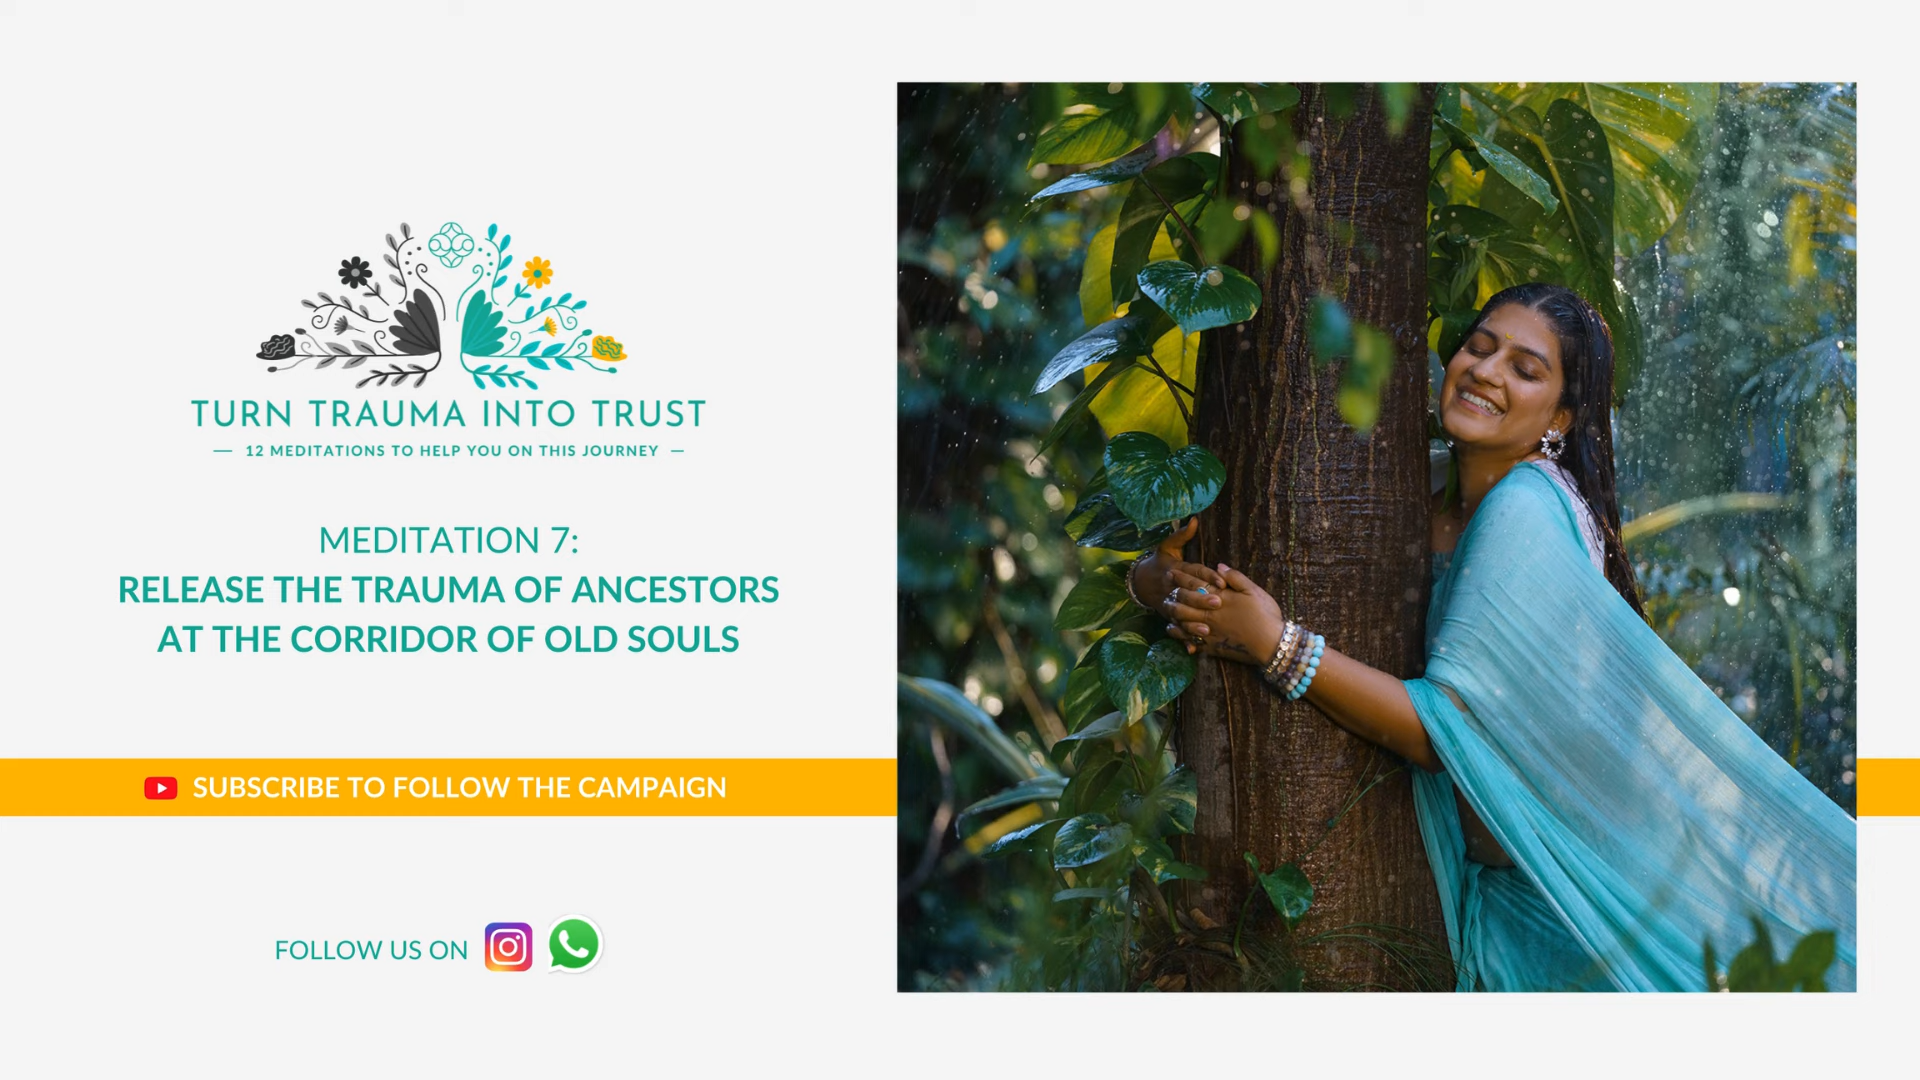 TURN TRAUMA INTO TRUST
— 12 MEDITATIONS TO HELP YOU ON THIS JOURNEY —
MEDITATION 7:
RELEASE THE TRAUMA OF ANCESTORS
AT THE CORRIDOR OF OLD SOULS
SUBSCRIBE TO FOLLOW THE CAMPAIGN
FOLLOW US ON